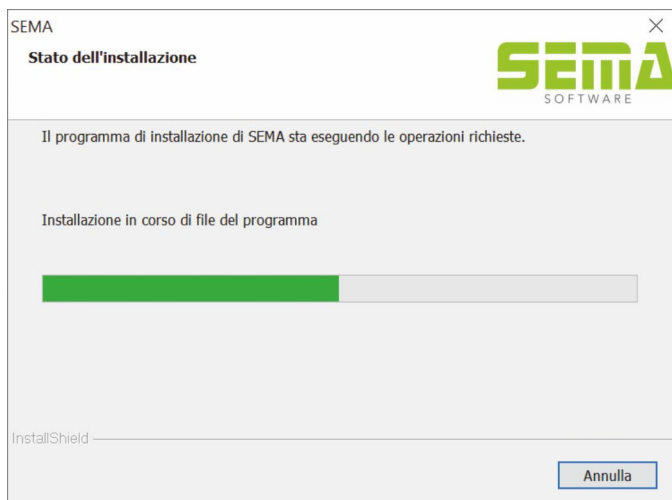 SEMA
Stato dell'installazione
SEMA
SOFTWARE
Il programma di installazione di SEMA sta eseguendo le operazioni richieste.
Installazione in corso di file del programma
InstallShield
Annulla